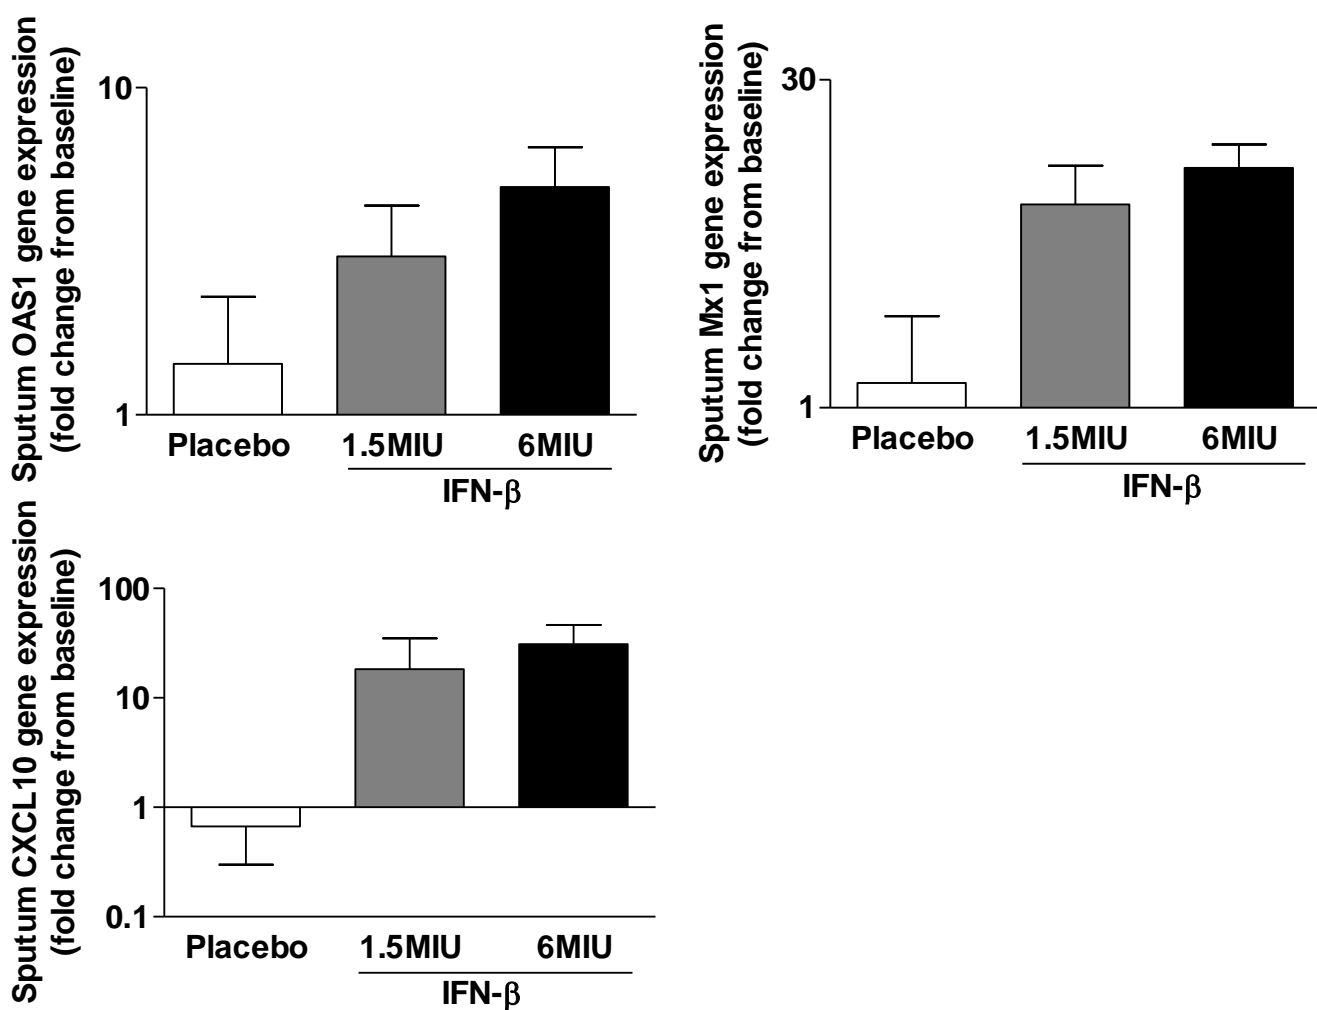 Sputum OAS1 gene expression
(fold change from baseline)
10
1
Placebo
1.5MIU
6MIU
IFN-β
Sputum Mx1 gene expression
(fold change from baseline)
30
1
Placebo
1.5MIU
6MIU
IFN-β
Sputum CXCL10 gene expression
(fold change from baseline)
100
10
1
0.1
Placebo
1.5MIU
6MIU
IFN-β